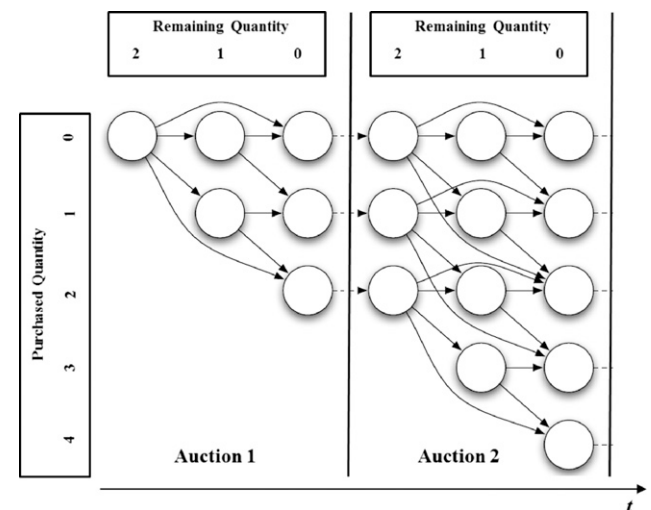 Remaining Quantity
2 1 0
Remaining Quantity
2 1 0
Purchased Quantity
0
1
2
3
4
Auction 1
Auction 2
t